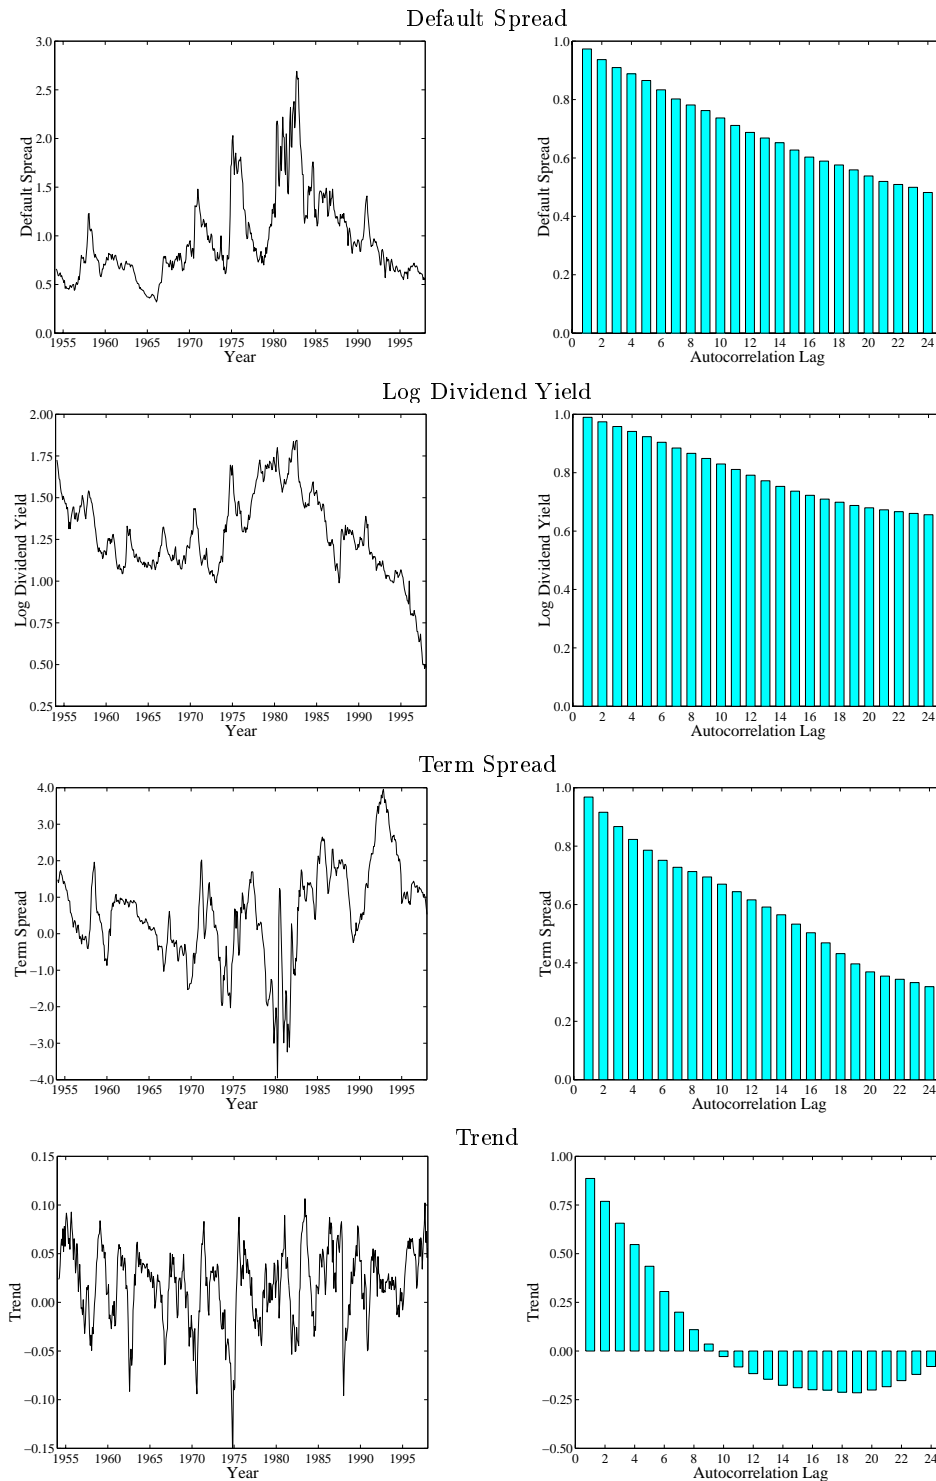 Default Spread
3.0
2.5
2.0
1.5
1.0
0.5
0.0
Default Spread
1955 1960 1965 1970 1975 1980 1985 1990 1995
Year
1.0
0.8
0.6
0.4
0.2
0.0
Default Spread
0 2 4 6 8 10 12 14 16 18 20 22 24
Autocorrelation Lag
Log Dividend Yield
2.00
1.75
1.50
1.25
1.00
0.75
0.50
0.25
Log Dividend Yield
1955 1960 1965 1970 1975 1980 1985 1990 1995
Year
1.0
0.8
0.6
0.4
0.2
0.0
Log Dividend Yield
0 2 4 6 8 10 12 14 16 18 20 22 24
Autocorrelation Lag
Term Spread
4.0
3.0
2.0
1.0
0.0
−1.0
−2.0
−3.0
−4.0
Term Spread
1955 1960 1965 1970 1975 1980 1985 1990 1995
Year
1.0
0.8
0.6
0.4
0.2
0.0
Term Spread
0 2 4 6 8 10 12 14 16 18 20 22 24
Autocorrelation Lag
Trend
0.15
0.10
0.05
0.00
−0.05
−0.10
−0.15
Trend
1955 1960 1965 1970 1975 1980 1985 1990 1995
Year
1.00
0.75
0.50
0.25
0.00
−0.25
−0.50
Trend
0 2 4 6 8 10 12 14 16 18 20 22 24
Autocorrelation Lag